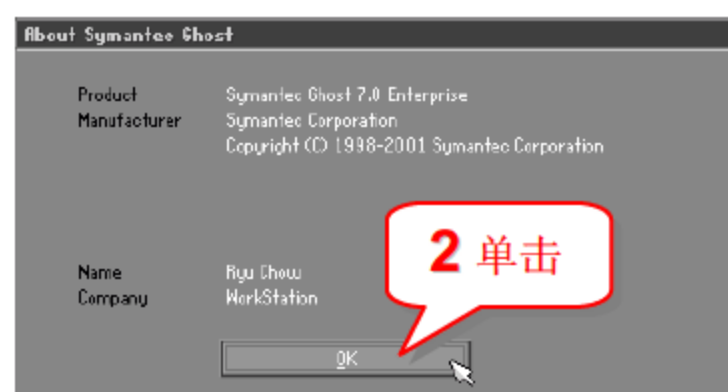 About Symantec Ghost
Product Symantec Ghost 7.0 Enterprise
Manufacturer Symantec Corporation
Copyright (C) 1998-2001 Symantec Corporation
2 单击
Name Ryu Chow
Company WorkStation
OK